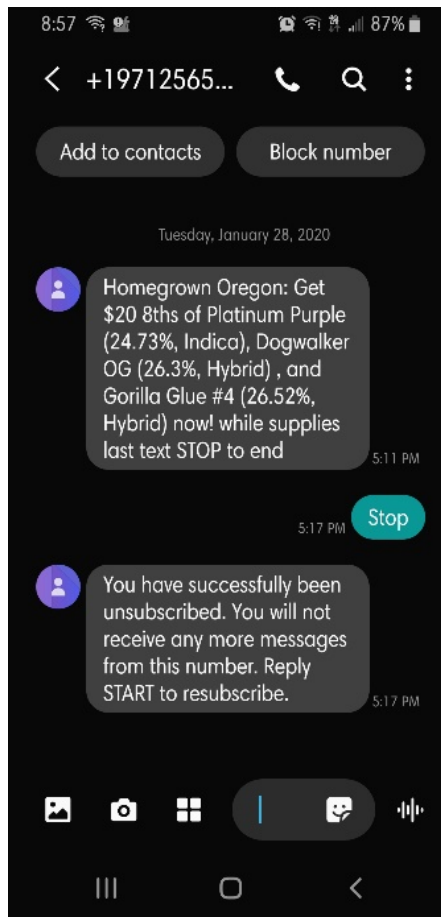 8:57 87%
+19712565...
Add to contacts Block number
Tuesday, January 28, 2020
Homegrown Oregon: Get
$20 8ths of Platinum Purple
(24.73%, Indica), Dogwalker
OG (26.3%, Hybrid) , and
Gorilla Glue #4 (26.52%,
Hybrid) now! while supplies
last text STOP to end
5:11 PM
5:17 PM Stop
You have successfully been
unsubscribed. You will not
receive any more messages
from this number. Reply
START to resubscribe.
5:17 PM